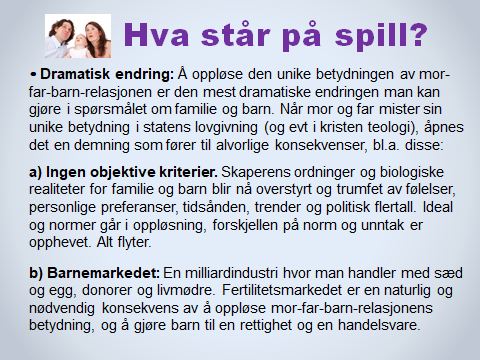 Hva står på spill?
• Dramatisk endring: Å oppløse den unike betydningen av mor-
far-barn-relasjonen er den mest dramatiske endringen man kan
gjøre i spørsmålet om familie og barn. Når mor og far mister sin
unike betydning i statens lovgivning (og evt i kristen teologi), åpnes
det en demning som fører til alvorlige konsekvenser, bl.a. disse:
a) Ingen objektive kriterier. Skaperens ordninger og biologiske
realiteter for familie og barn blir nå overstyrt og trumfet av følelser,
personlige preferanser, tidsånden, trender og politisk flertall. Ideal
og normer går i oppløsning, forskjellen på norm og unntak er
opphevet. Alt flyter.
b) Barnemarkedet: En milliardindustri hvor man handler med sæd
og egg, donorer og livmødre. Fertilitetsmarkedet er en naturlig og
nødvendig konsekvens av å oppløse mor-far-barn-relasjonens
betydning, og å gjøre barn til en rettighet og en handelsvare.